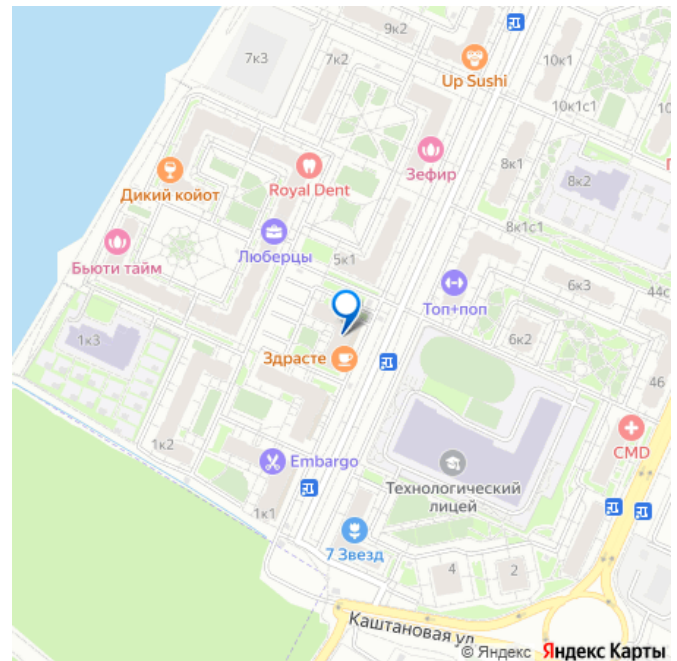 9к2
7к3
7к2
10к1
Up Sushi
10к1с1
10
Зефир
8к1
Royal Dent
8к2
Дикий койот
8к1с1
Люберцы
5к1
Бьюти тайм
6к3
44с
Топ+поп
1к3
6к2
Здрасте
46
CMD
1к2
Embargo
Технологический
лицей
1к1
7 Звезд
4
2
Каштановая ул
© Яндекс Яндекс Карты